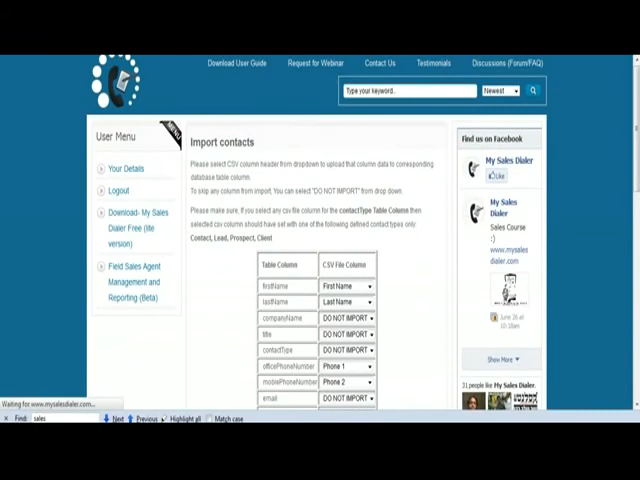 Download User Guide
Request for Webinar
Contact Us
Testimonials
Discussions (Forum/FAQ)
Type your keyword..
Newest
User Menu
MENU
Your Details
Logout
Download- My Sales
Dialer Free (lite
version)
Field Sales Agent
Management and
Reporting (Beta)
Import contacts
Please select CSV column header from dropdown to upload that column data to corresponding
database table column.
To skip any column from import, You can select "DO NOT IMPORT" from drop down.
Please make sure, If you select any csv file column for the contactType Table Column then
selected csv column should have set with one of following defined contact types only:
Contact, Lead, Prospect, Client
Table Column CSV File Column
firstName First Name
lastName Last Name
companyName DO NOT IMPORT
title DO NOT IMPORT
contactType DO NOT IMPORT
officePhoneNumber Phone 1
mobilePhoneNumber Phone 2
email DO NOT IMPORT
Find us on Facebook
My Sales Dialer
Like
My Sales
Dialer
Sales Course
:)
www.mysales
dialer.com
June 26 at
10:18am
Show More
31 people like My Sales Dialer.
Waiting for www.mysalesdialer.com...
x Find: sales Next Previous Highlight all Match case